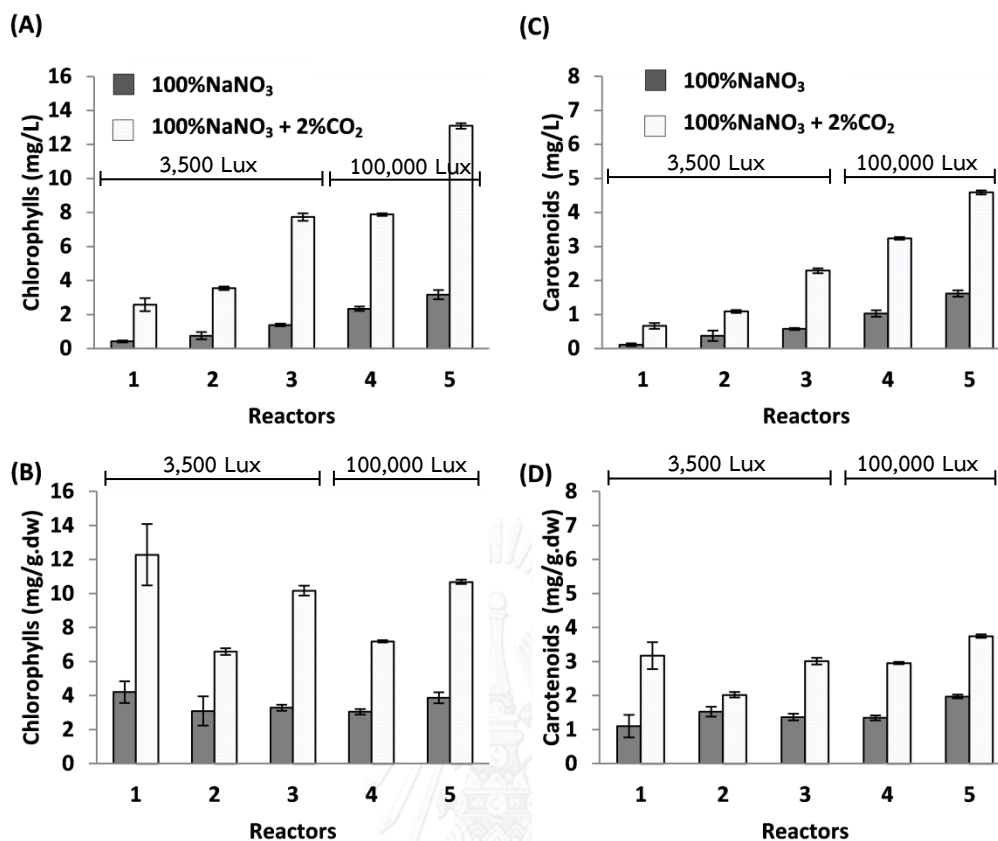 (A)
16
14
12
10
8
6
4
2
0
Chlorophylls (mg/L)
100%NaNO₃
100%NaNO₃ + 2%CO₂
3,500 Lux
100,000 Lux
1 2 3 4 5
Reactors
(C)
8
7
6
5
4
3
2
1
0
Carotenoids (mg/L)
100%NaNO₃
100%NaNO₃ + 2%CO₂
3,500 Lux
100,000 Lux
1 2 3 4 5
Reactors
(B)
16
14
12
10
8
6
4
2
0
Chlorophylls (mg/g.dw)
3,500 Lux
100,000 Lux
1 2 3 4 5
Reactors
(D)
8
7
6
5
4
3
2
1
0
Carotenoids (mg/g.dw)
3,500 Lux
100,000 Lux
1 2 3 4 5
Reactors